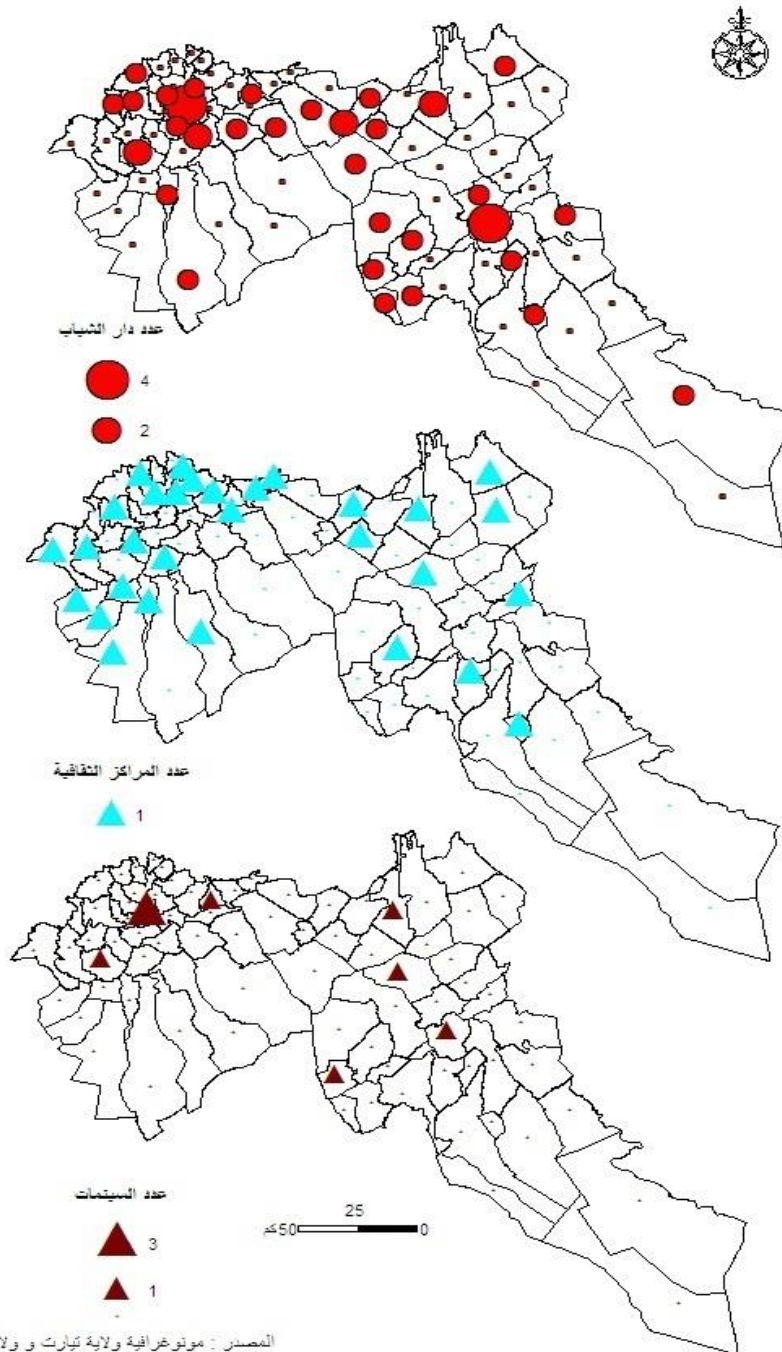 عدد دار الشباب
4
2
عدد المراكز الثقافية
1
عدد السينمات
3
1
25
50كم
0
المصدر : مونوغرافية ولاية تيارت و ولا